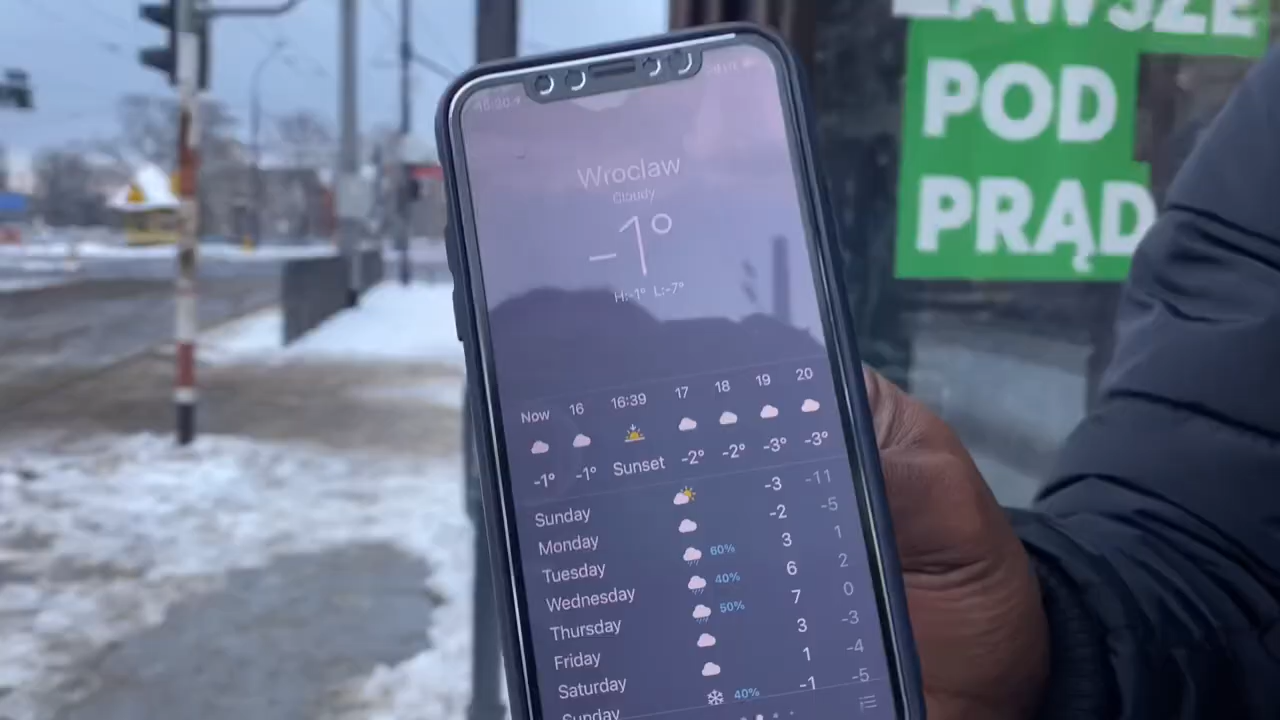 ZAWSZE
POD
PRĄD
Wroclaw
Cloudy
-1°
H:-1° L:-7°
Now 16 16:39 17 18 19 20
-1° -1° Sunset -2° -2° -3° -3°
Sunday -3 -11
Monday -2 -5
Tuesday 60% 3 1
Wednesday 40% 6 2
Thursday 50% 7 0
Friday 3 -3
Saturday 1 -4
Sunday 40% -1 -5